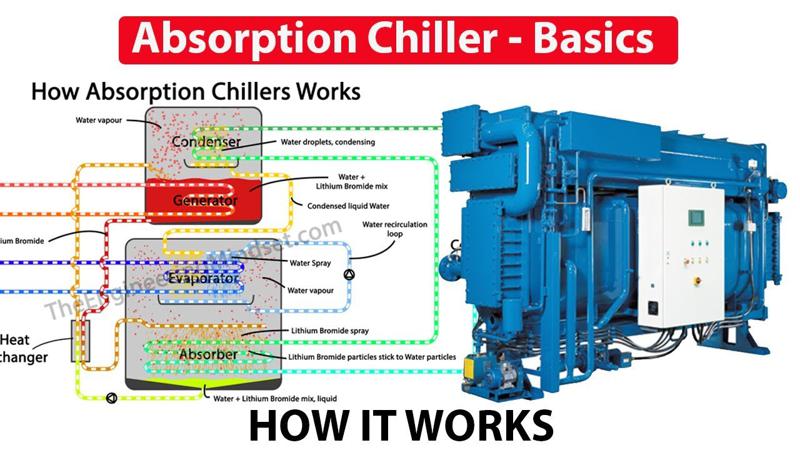 Absorption Chiller - Basics
How Absorption Chillers Works
Water vapour
Condenser
Water droplets, condensing
Water +
Lithium Bromide mix
Generator
Condensed liquid Water
Water recirculation
loop
ium Bromide
TheEngineeringMindset.com
Water Spray
Evaporator
Water vapour
Lithium Bromide spray
Heat
changer
Absorber
Lithium Bromide particles stick to Water particles
Water + Lithium Bromide mix, liquid
HOW IT WORKS